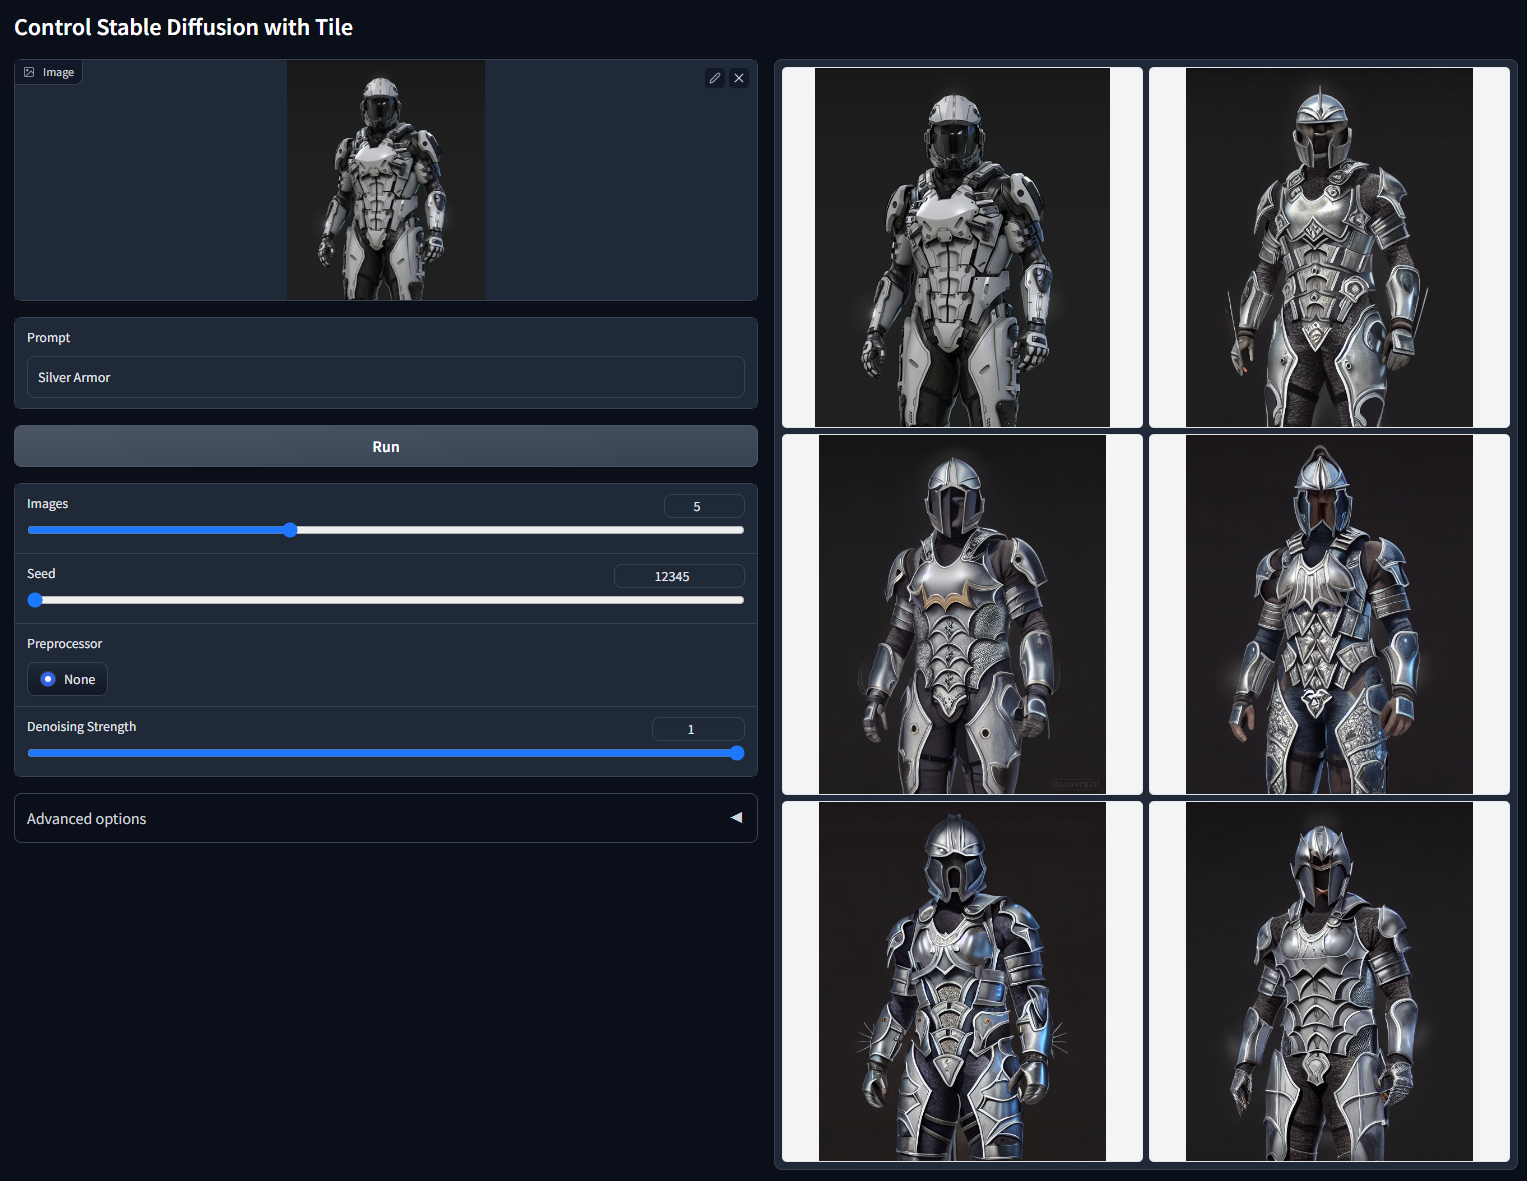 Control Stable Diffusion with Tile
Image
Prompt
Silver Armor
Run
Images
5
Seed
12345
Preprocessor
None
Denoising Strength
1
Advanced options